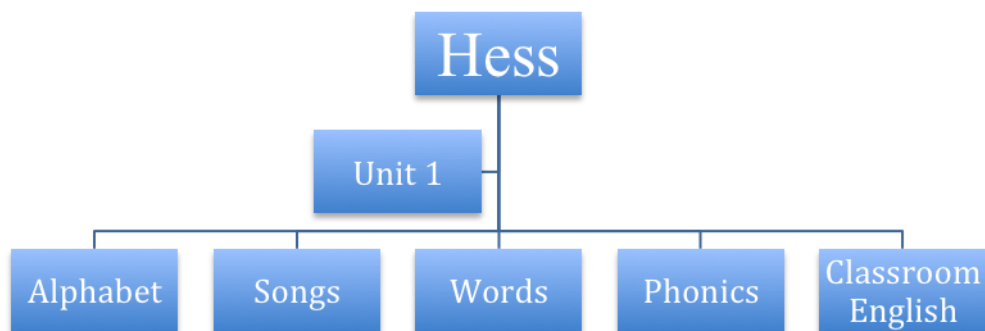 Hess
Unit 1
Alphabet
Songs
Words
Phonics
Classroom
English